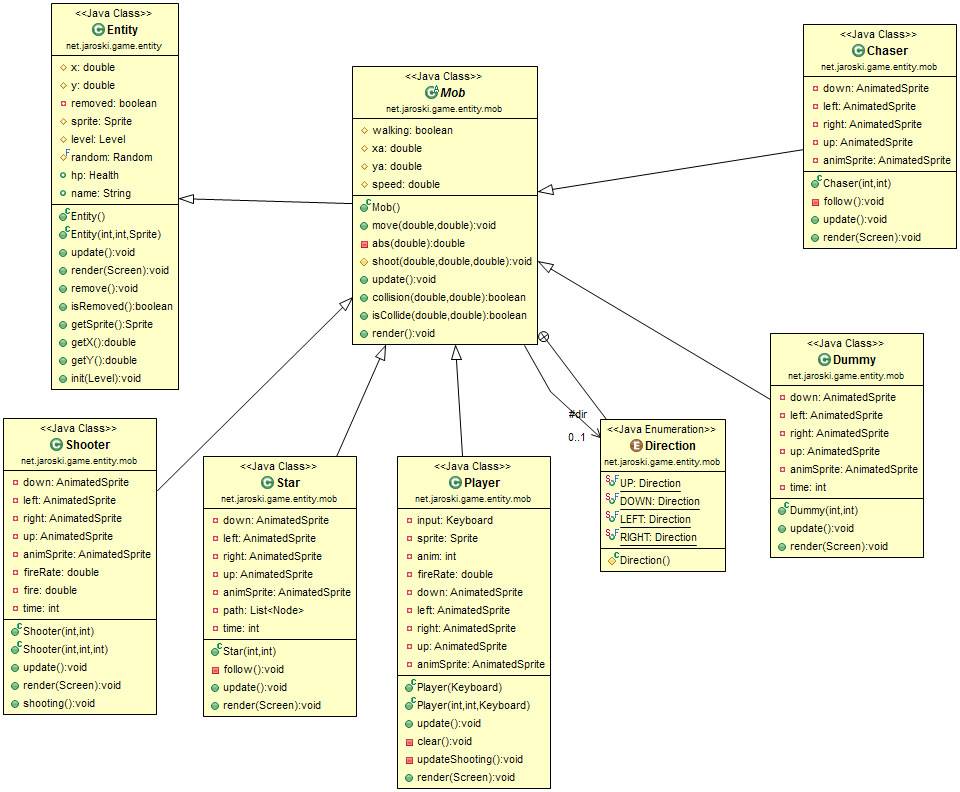 <<Java Class>>
Entity
net.jaroski.game.entity
x: double
y: double
removed: boolean
sprite: Sprite
level: Level
random: Random
hp: Health
name: String
Entity()
Entity(int,int,Sprite)
update():void
render(Screen):void
remove():void
isRemoved():boolean
getSprite():Sprite
getX():double
getY():double
init(Level):void
<<Java Class>>
Mob
net.jaroski.game.entity.mob
walking: boolean
xa: double
ya: double
speed: double
Mob()
move(double,double):void
abs(double):double
shoot(double,double,double):void
update():void
collision(double,double):boolean
isCollide(double,double):boolean
render():void
<<Java Class>>
Chaser
net.jaroski.game.entity.mob
down: AnimatedSprite
left: AnimatedSprite
right: AnimatedSprite
up: AnimatedSprite
animSprite: AnimatedSprite
Chaser(int,int)
follow():void
update():void
render(Screen):void
<<Java Class>>
Dummy
net.jaroski.game.entity.mob
down: AnimatedSprite
left: AnimatedSprite
right: AnimatedSprite
up: AnimatedSprite
animSprite: AnimatedSprite
time: int
Dummy(int,int)
update():void
render(Screen):void
<<Java Class>>
Shooter
net.jaroski.game.entity.mob
down: AnimatedSprite
left: AnimatedSprite
right: AnimatedSprite
up: AnimatedSprite
animSprite: AnimatedSprite
fireRate: double
fire: double
time: int
Shooter(int,int)
Shooter(int,int,int)
update():void
render(Screen):void
shooting():void
<<Java Class>>
Star
net.jaroski.game.entity.mob
down: AnimatedSprite
left: AnimatedSprite
right: AnimatedSprite
up: AnimatedSprite
animSprite: AnimatedSprite
path: List<Node>
time: int
Star(int,int)
follow():void
update():void
render(Screen):void
<<Java Class>>
Player
net.jaroski.game.entity.mob
input: Keyboard
sprite: Sprite
anim: int
fireRate: double
down: AnimatedSprite
left: AnimatedSprite
right: AnimatedSprite
up: AnimatedSprite
animSprite: AnimatedSprite
Player(Keyboard)
Player(int,int,Keyboard)
update():void
clear():void
updateShooting():void
render(Screen):void
#dir
0..1
<<Java Enumeration>>
Direction
net.jaroski.game.entity.mob
UP: Direction
DOWN: Direction
LEFT: Direction
RIGHT: Direction
Direction()